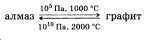 10⁵ Па, 1000 °C
алмаз ⇄ графит
10¹⁰ Па, 2000 °C